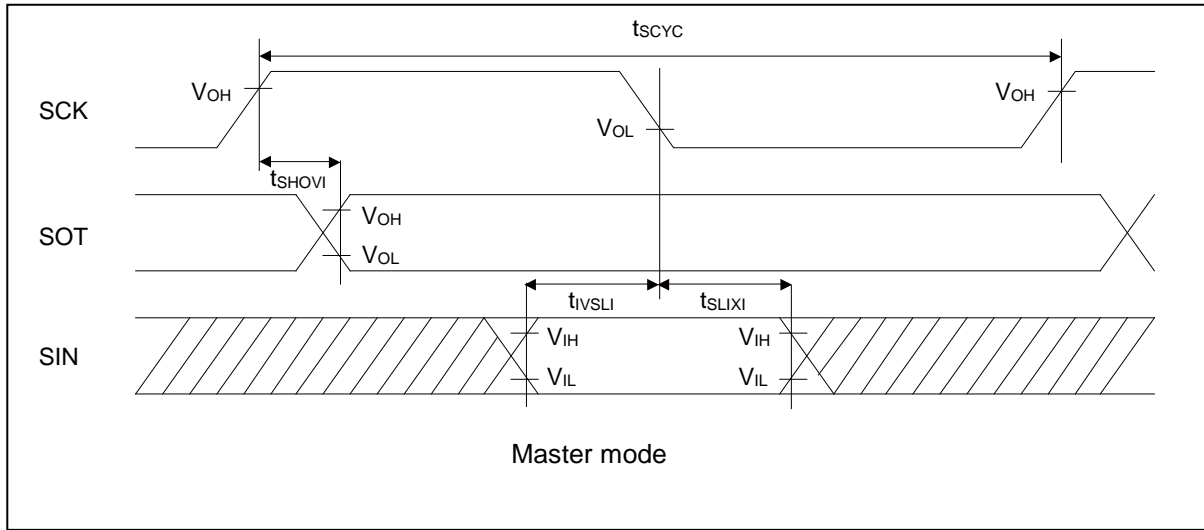 tSCYC
SCK
VOH
VOL
VOH
tSHOVI
SOT
VOH
VOL
tIVSLI
tSLIXI
SIN
VIH
VIH
VIL
VIL
Master mode